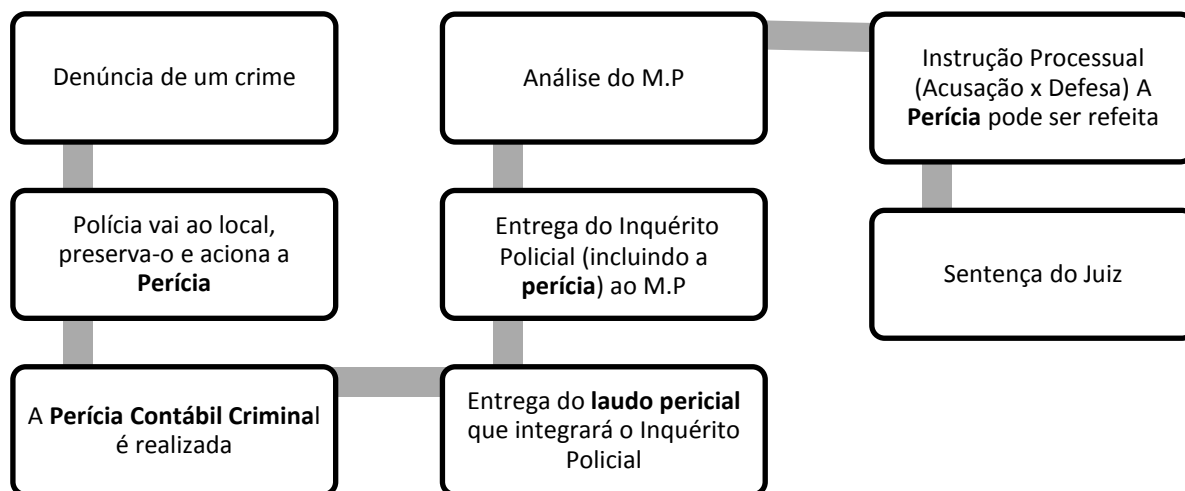 Denúncia de um crime
Polícia vai ao local,
preserva-o e aciona a
Perícia
A Perícia Contábil Criminal
é realizada
Entrega do laudo pericial
que integrará o Inquérito
Policial
Entrega do Inquérito
Policial (incluindo a
perícia) ao M.P
Análise do M.P
Instrução Processual
(Acusação x Defesa) A
Perícia pode ser refeita
Sentença do Juiz